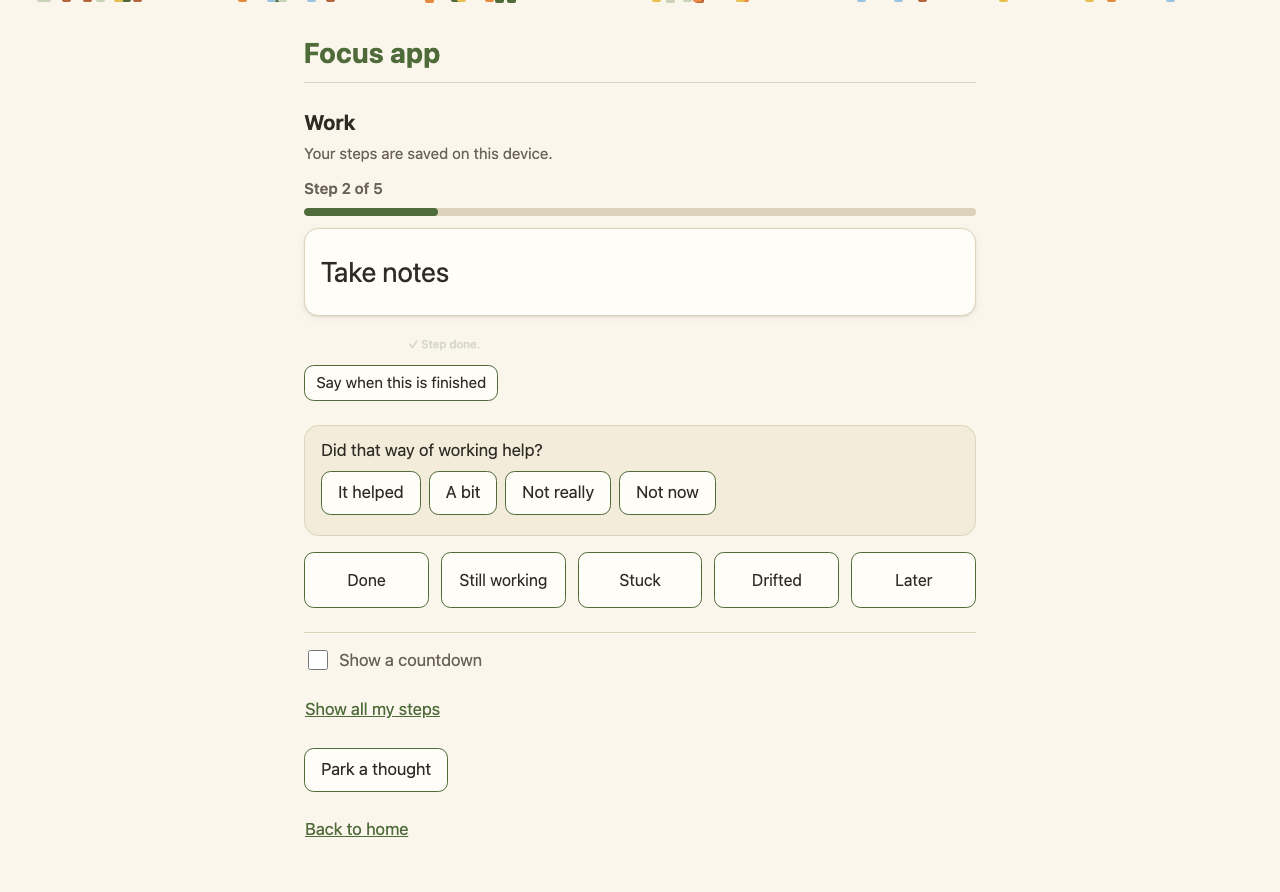 Focus app
Work
Your steps are saved on this device.
Step 2 of 5
Take notes
✓ Step done.
Say when this is finished
Did that way of working help?
It helped
A bit
Not really
Not now
Done
Still working
Stuck
Drifted
Later
Show a countdown
Show all my steps
Park a thought
Back to home